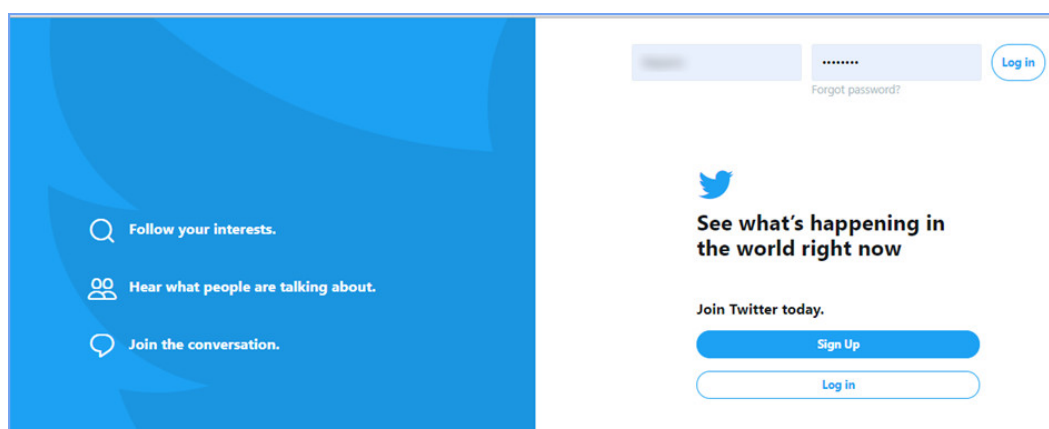 •••••••• Log in
Forgot password?
Follow your interests.
Hear what people are talking about.
Join the conversation.
See what's happening in
the world right now
Join Twitter today.
Sign Up
Log in